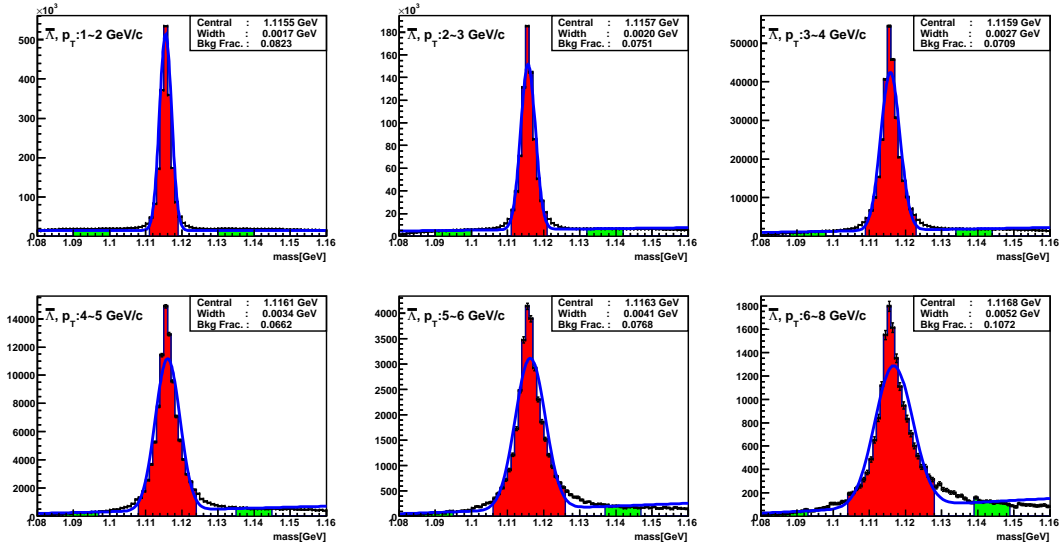 ×10³
Λ̅, p_T:1~2 GeV/c
Central : 1.1155 GeV
Width : 0.0017 GeV
Bkg Frac. : 0.0823
500
400
300
200
100
0
1.08 1.09 1.1 1.11 1.12 1.13 1.14 1.15 1.16
mass[GeV]
×10³
Λ̅, p_T:2~3 GeV/c
Central : 1.1157 GeV
Width : 0.0020 GeV
Bkg Frac. : 0.0751
180
160
140
120
100
80
60
40
20
0
1.08 1.09 1.1 1.11 1.12 1.13 1.14 1.15 1.16
mass[GeV]
Λ̅, p_T:3~4 GeV/c
Central : 1.1159 GeV
Width : 0.0027 GeV
Bkg Frac. : 0.0709
50000
40000
30000
20000
10000
0
1.08 1.09 1.1 1.11 1.12 1.13 1.14 1.15 1.16
mass[GeV]
Λ̅, p_T:4~5 GeV/c
Central : 1.1161 GeV
Width : 0.0034 GeV
Bkg Frac. : 0.0662
14000
12000
10000
8000
6000
4000
2000
0
1.08 1.09 1.1 1.11 1.12 1.13 1.14 1.15 1.16
mass[GeV]
Λ̅, p_T:5~6 GeV/c
Central : 1.1163 GeV
Width : 0.0041 GeV
Bkg Frac. : 0.0768
4000
3500
3000
2500
2000
1500
1000
500
0
1.08 1.09 1.1 1.11 1.12 1.13 1.14 1.15 1.16
mass[GeV]
Λ̅, p_T:6~8 GeV/c
Central : 1.1168 GeV
Width : 0.0052 GeV
Bkg Frac. : 0.1072
1800
1600
1400
1200
1000
800
600
400
200
0
1.08 1.09 1.1 1.11 1.12 1.13 1.14 1.15 1.16
mass[GeV]